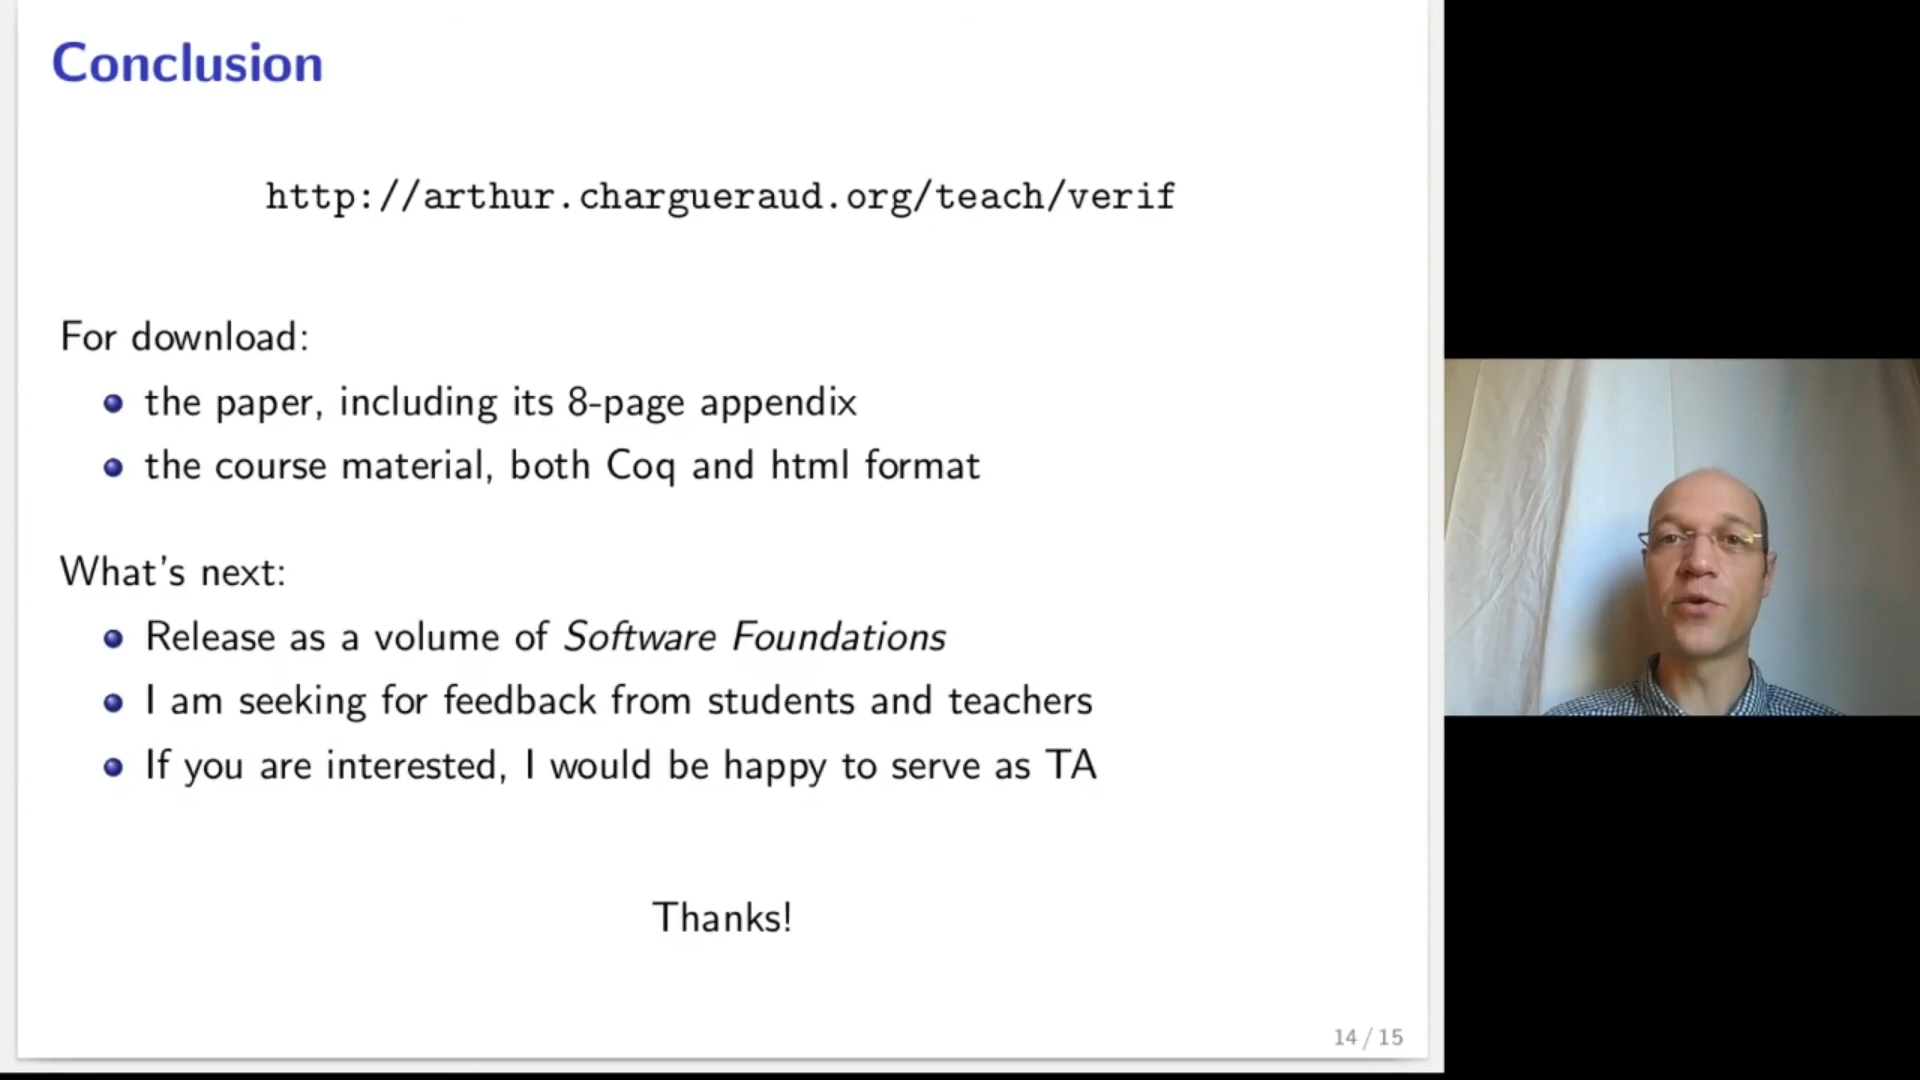 Conclusion
http://arthur.chargueraud.org/teach/verif
For download:
the paper, including its 8-page appendix
the course material, both Coq and html format
What's next:
Release as a volume of Software Foundations
I am seeking for feedback from students and teachers
If you are interested, I would be happy to serve as TA
Thanks!
14 / 15